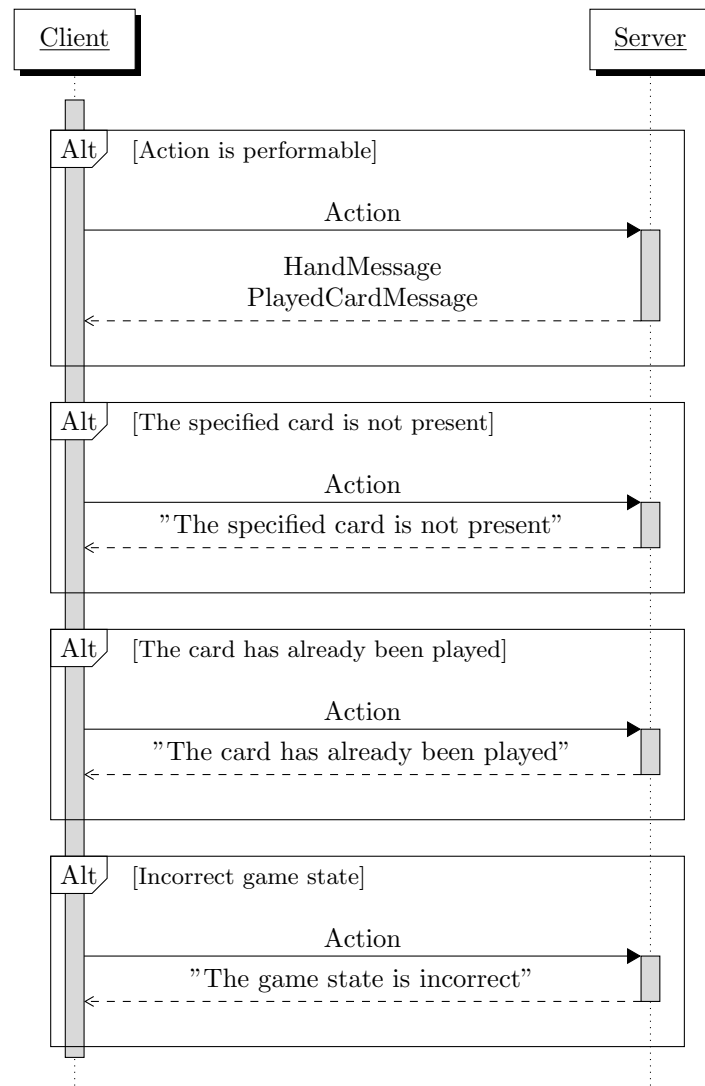 Client
Server
Alt
[Action is performable]
Action
HandMessage
PlayedCardMessage
Alt
[The specified card is not present]
Action
”The specified card is not present”
Alt
[The card has already been played]
Action
”The card has already been played”
Alt
[Incorrect game state]
Action
”The game state is incorrect”